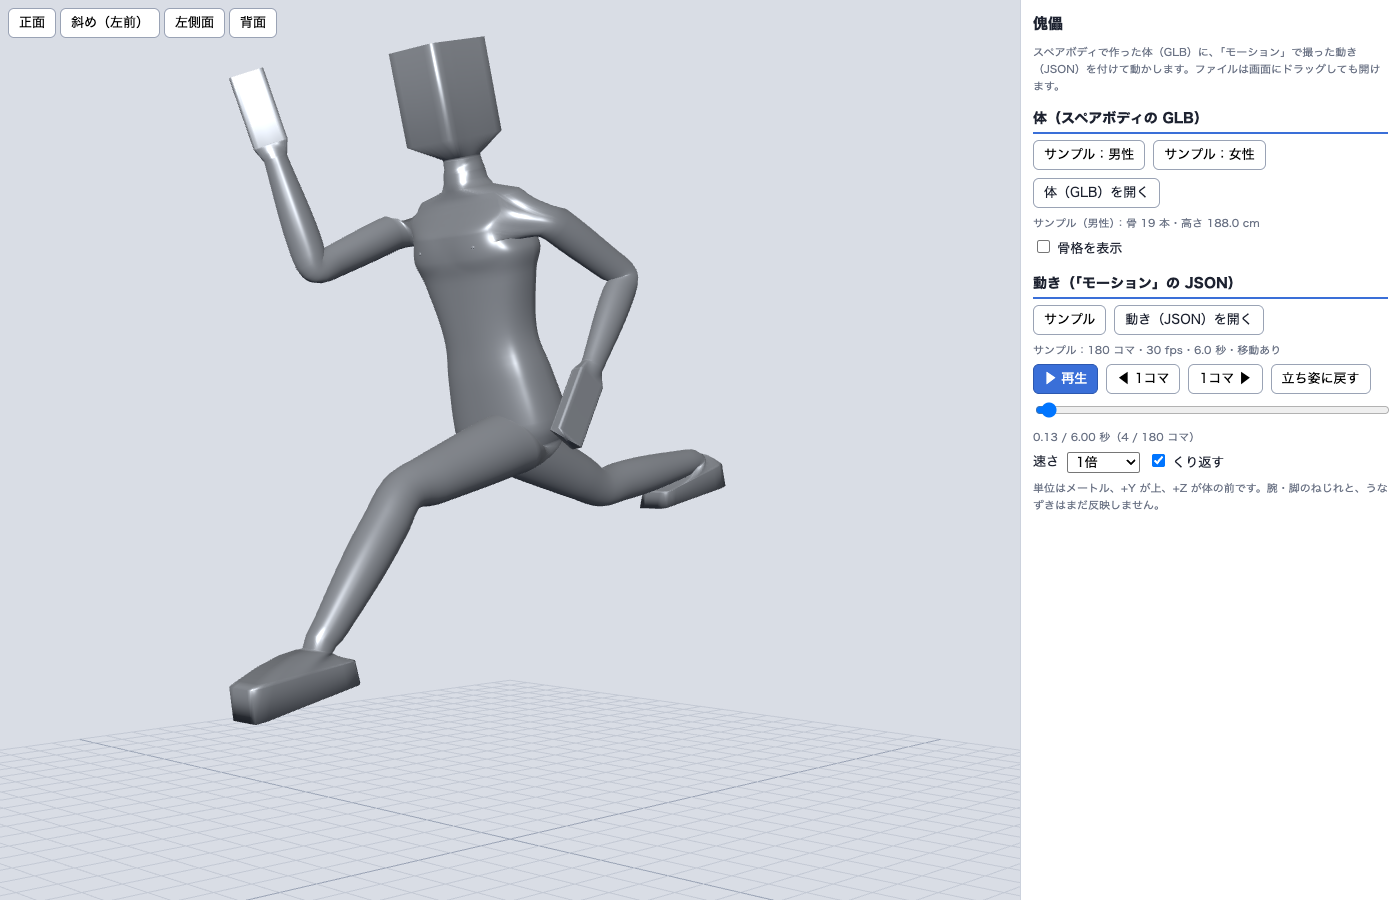 正面 斜め（左前） 左側面 背面
傀儡
スペアボディで作った体（GLB）に、「モーション」で撮った動き
（JSON）を付けて動かします。ファイルは画面にドラッグしても開け
ます。
体（スペアボディの GLB）
サンプル：男性 サンプル：女性
体（GLB）を開く
サンプル（男性）：骨 19 本・高さ 188.0 cm
骨格を表示
動き（「モーション」の JSON）
サンプル 動き（JSON）を開く
サンプル：180 コマ・30 fps・6.0 秒・移動あり
▶ 再生 ◀ 1コマ 1コマ ▶ 立ち姿に戻す
0.13 / 6.00 秒（4 / 180 コマ）
速さ 1倍 くり返す
単位はメートル、+Y が上、+Z が体の前です。腕・脚のねじれと、うな
ずきはまだ反映しません。